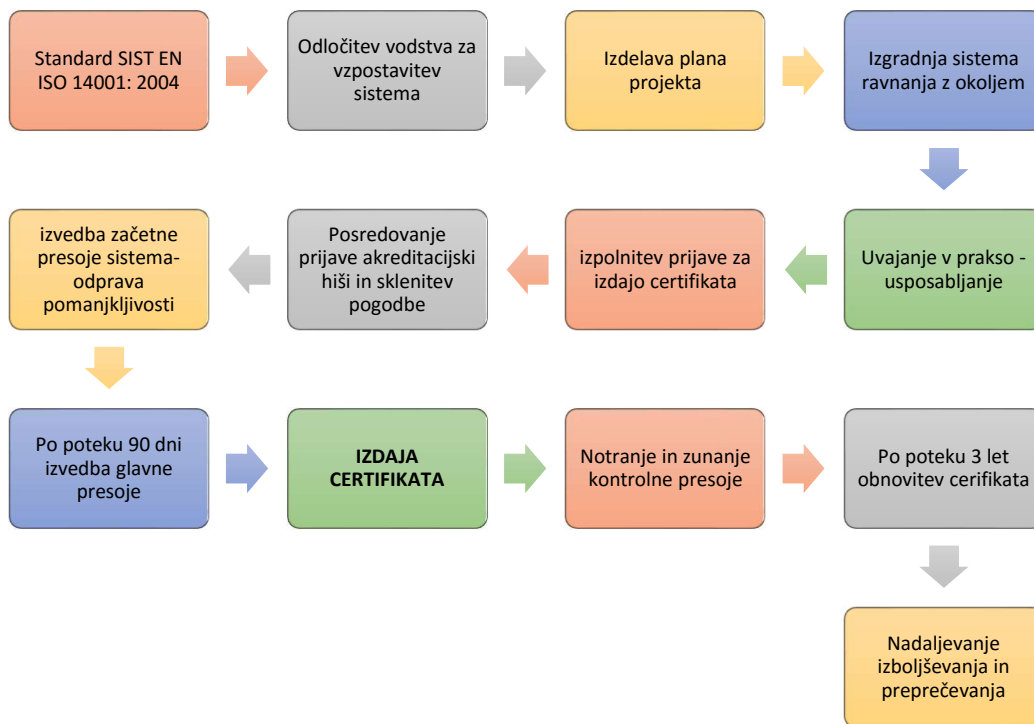 Standard SIST EN
ISO 14001: 2004
Odločitev vodstva za
vzpostavitev
sistema
Izdelava plana
projekta
Izgradnja sistema
ravnanja z okoljem
Uvajanje v prakso -
usposabljanje
izpolnitev prijave za
izdajo certifikata
Posredovanje
prijave akreditacijski
hiši in sklenitev
pogodbe
izvedba začetne
presoje sistema-
odprava
pomanjkljivosti
Po poteku 90 dni
izvedba glavne
presoje
IZDAJA
CERTIFIKATA
Notranje in zunanje
kontrolne presoje
Po poteku 3 let
obnovitev cerifikata
Nadaljevanje
izboljševanja in
preprečevanja